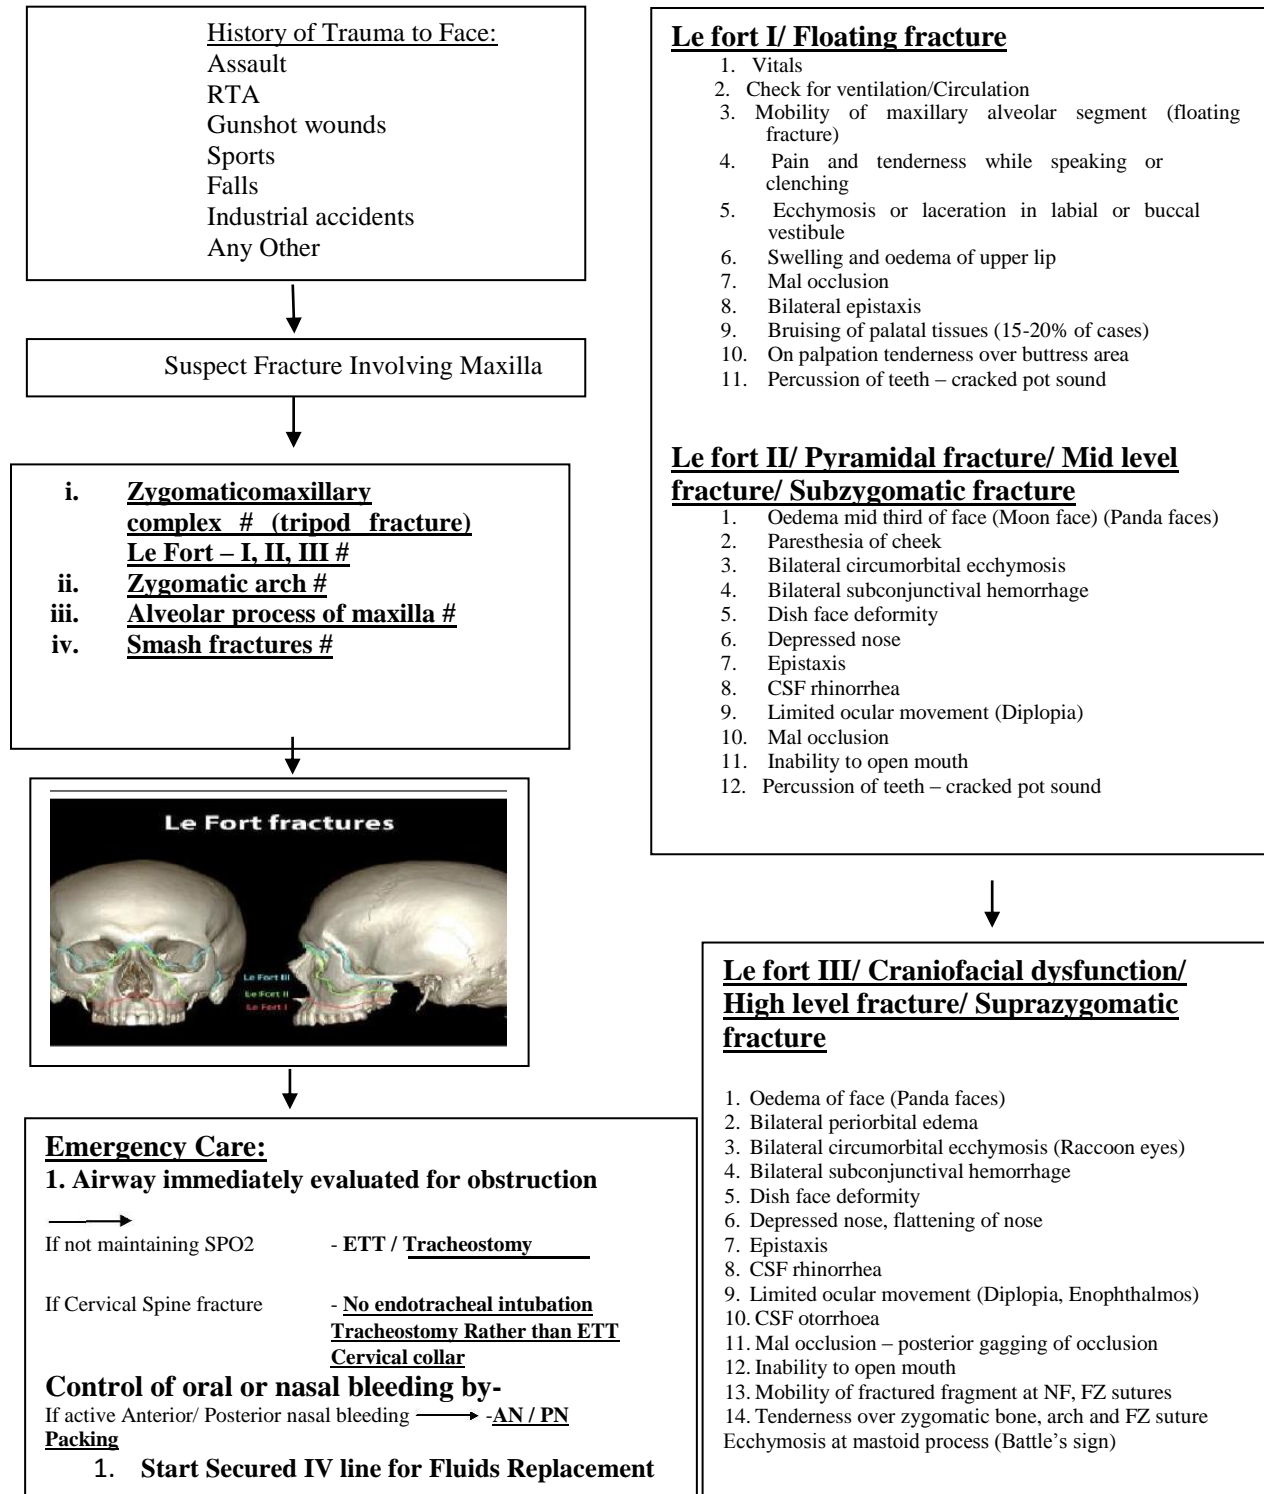 History of Trauma to Face:
Assault
RTA
Gunshot wounds
Sports
Falls
Industrial accidents
Any Other
Suspect Fracture Involving Maxilla
i. Zygomaticomaxillary
complex # (tripod fracture)
Le Fort – I, II, III #
ii. Zygomatic arch #
iii. Alveolar process of maxilla #
iv. Smash fractures #
Le Fort fractures
Le Fort III
Le Fort II
Le Fort I
Emergency Care:
1. Airway immediately evaluated for obstruction
If not maintaining SPO2 - ETT / Tracheostomy
If Cervical Spine fracture - No endotracheal intubation
Tracheostomy Rather than ETT
Cervical collar
Control of oral or nasal bleeding by-
If active Anterior/ Posterior nasal bleeding -AN / PN
Packing
1. Start Secured IV line for Fluids Replacement
Le fort I/ Floating fracture
1. Vitals
2. Check for ventilation/Circulation
3. Mobility of maxillary alveolar segment (floating
fracture)
4. Pain and tenderness while speaking or
clenching
5. Ecchymosis or laceration in labial or buccal
vestibule
6. Swelling and oedema of upper lip
7. Mal occlusion
8. Bilateral epistaxis
9. Bruising of palatal tissues (15-20% of cases)
10. On palpation tenderness over buttress area
11. Percussion of teeth – cracked pot sound
Le fort II/ Pyramidal fracture/ Mid level
fracture/ Subzygomatic fracture
1. Oedema mid third of face (Moon face) (Panda faces)
2. Paresthesia of cheek
3. Bilateral circumorbital ecchymosis
4. Bilateral subconjunctival hemorrhage
5. Dish face deformity
6. Depressed nose
7. Epistaxis
8. CSF rhinorrhea
9. Limited ocular movement (Diplopia)
10. Mal occlusion
11. Inability to open mouth
12. Percussion of teeth – cracked pot sound
Le fort III/ Craniofacial dysfunction/
High level fracture/ Suprazygomatic
fracture
1. Oedema of face (Panda faces)
2. Bilateral periorbital edema
3. Bilateral circumorbital ecchymosis (Raccoon eyes)
4. Bilateral subconjunctival hemorrhage
5. Dish face deformity
6. Depressed nose, flattening of nose
7. Epistaxis
8. CSF rhinorrhea
9. Limited ocular movement (Diplopia, Enophthalmos)
10. CSF otorrhoea
11. Mal occlusion – posterior gagging of occlusion
12. Inability to open mouth
13. Mobility of fractured fragment at NF, FZ sutures
14. Tenderness over zygomatic bone, arch and FZ suture
Ecchymosis at mastoid process (Battle's sign)